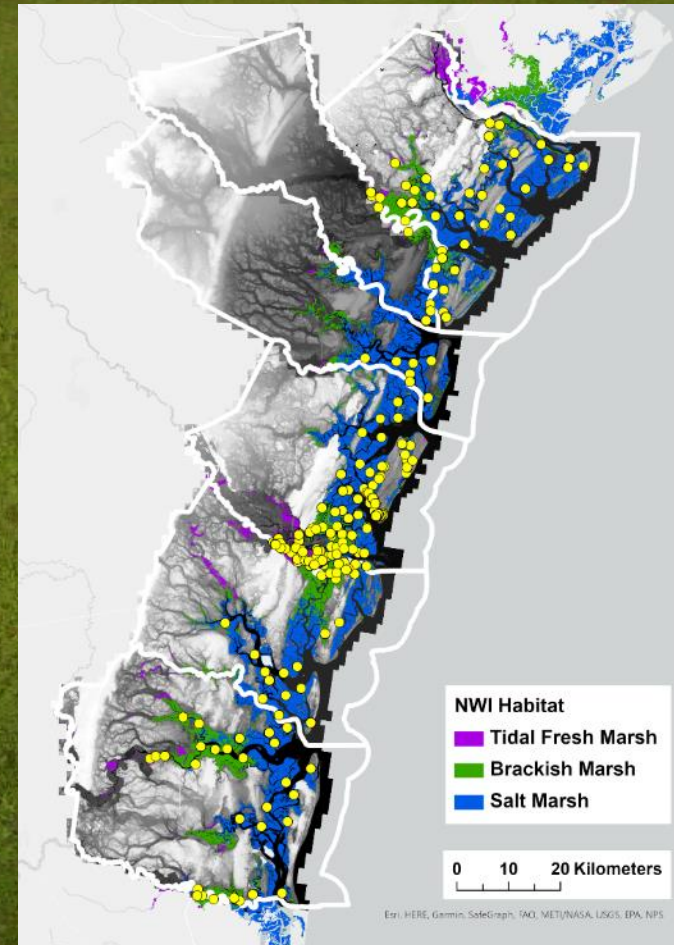 NWI Habitat
Tidal Fresh Marsh
Brackish Marsh
Salt Marsh
0 10 20 Kilometers
Esri, HERE, Garmin, SafeGraph, FAO, METI/NASA, USGS, EPA, NPS